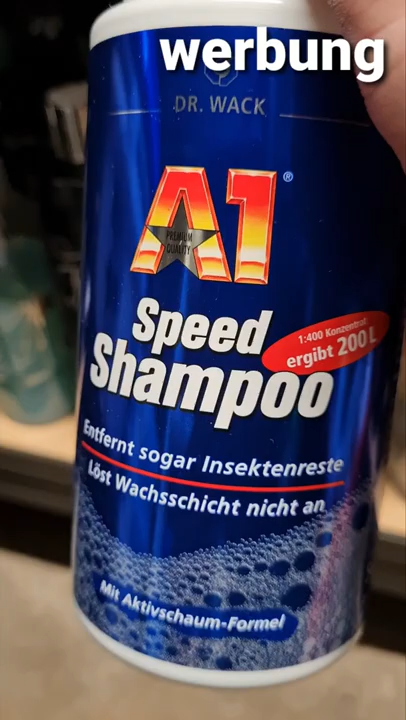 werbung
DR. WACK
A1®
PREMIUM
QUALITY
Speed
Shampoo
1:400 Konzentrat
ergibt 200 L
Entfernt sogar Insektenreste
Löst Wachsschicht nicht an
Mit Aktivschaum-Formel